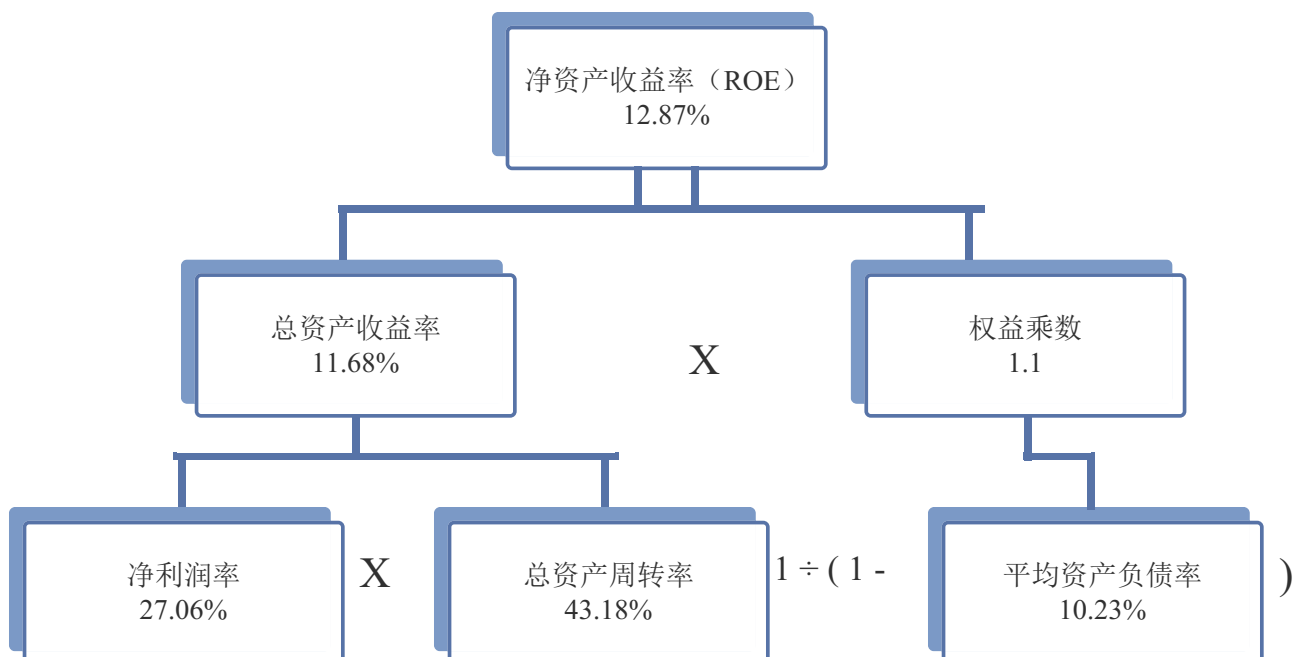 净资产收益率（ROE）
12.87%
总资产收益率
11.68%
X
权益乘数
1.1
净利润率
27.06%
X
总资产周转率
43.18%
1 ÷ ( 1 -
平均资产负债率
10.23%
)